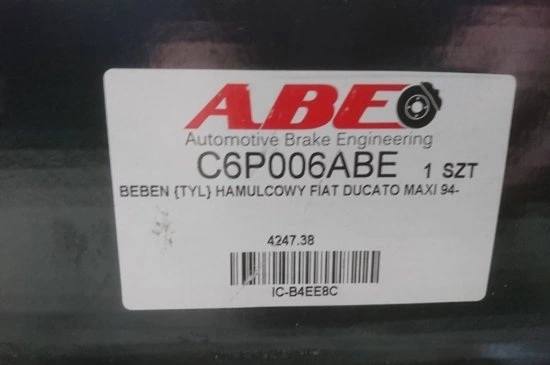 ABE
Automotive Brake Engineering
C6P006ABE 1 SZT
BEBEN {TYL} HAMULCOWY FIAT DUCATO MAXI 94-
4247.38
IC-B4EE8C